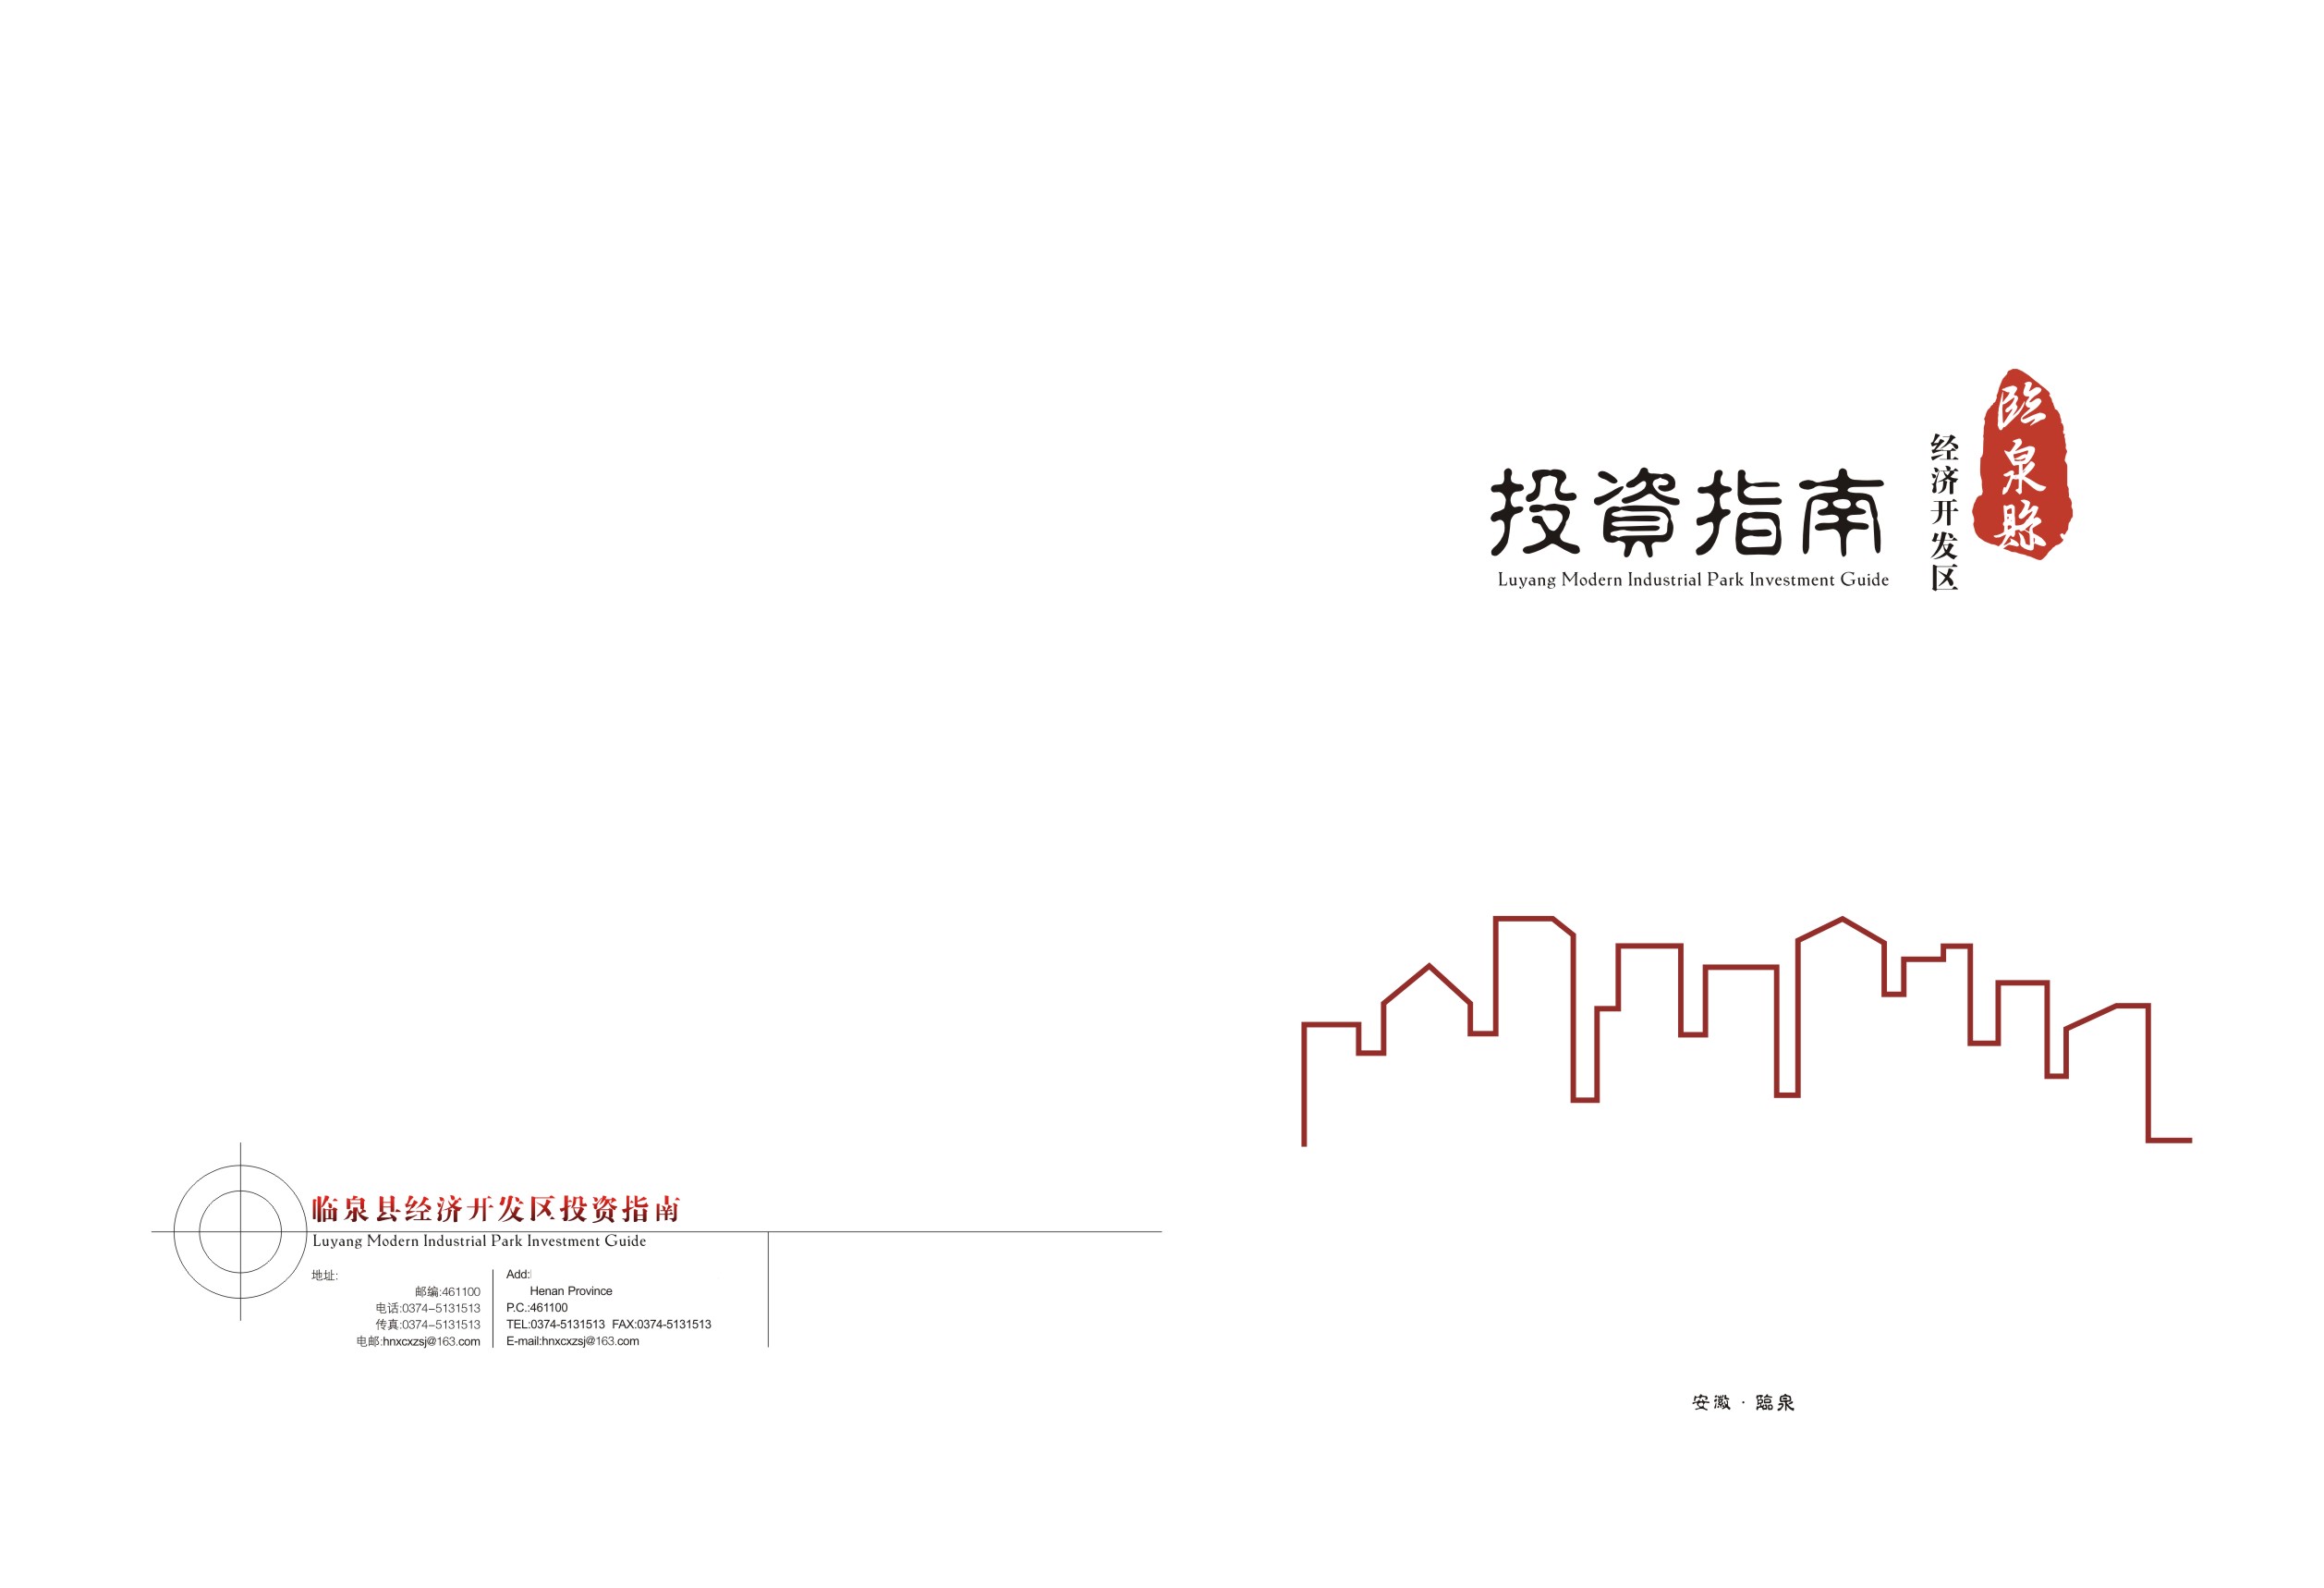 臨泉縣
经济开发区
投資指南
Luyang Modern Industrial Park Investment Guide
安徽 · 臨泉
临泉县经济开发区投资指南
Luyang Modern Industrial Park Investment Guide
地址:
邮编:461100
电话:0374-5131513
传真:0374-5131513
电邮:hnxcxzsj@163.com
Add:
Henan Province
P.C.:461100
TEL:0374-5131513 FAX:0374-5131513
E-mail:hnxcxzsj@163.com